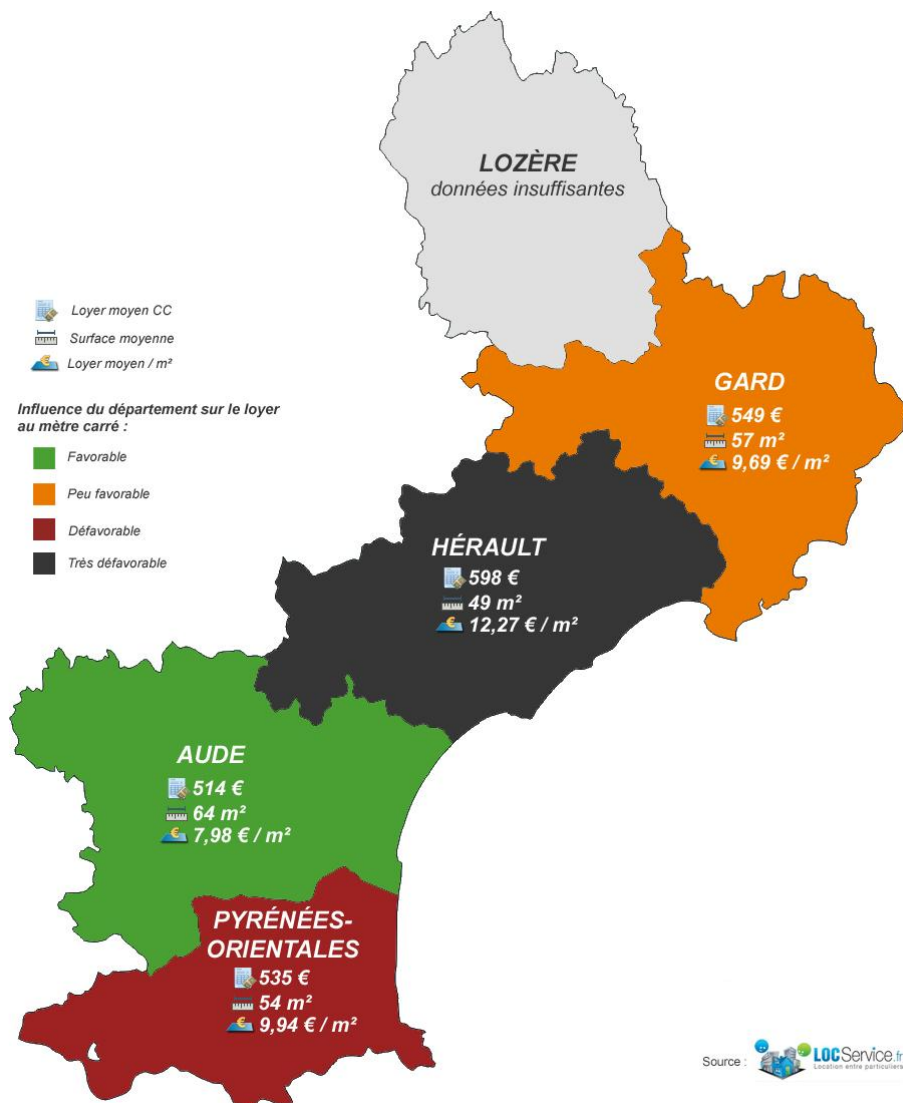 LOZÈRE
données insuffisantes
Loyer moyen CC
Surface moyenne
Loyer moyen / m²
Influence du département sur le loyer
au mètre carré :
Favorable
Peu favorable
Défavorable
Très défavorable
GARD
549 €
57 m²
9,69 € / m²
HÉRAULT
598 €
49 m²
12,27 € / m²
AUDE
514 €
64 m²
7,98 € / m²
PYRÉNÉES-
ORIENTALES
535 €
54 m²
9,94 € / m²
Source :
LOCService.fr
Location entre particuliers